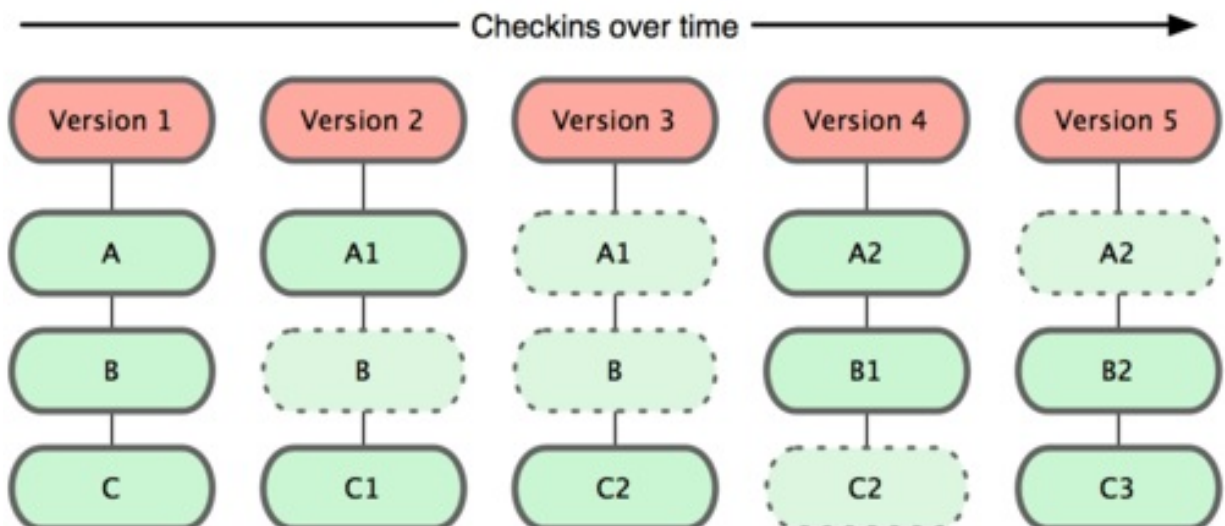 Checkins over time
Version 1 Version 2 Version 3 Version 4 Version 5
A A1 A1 A2 A2
B B B B1 B2
C C1 C2 C2 C3